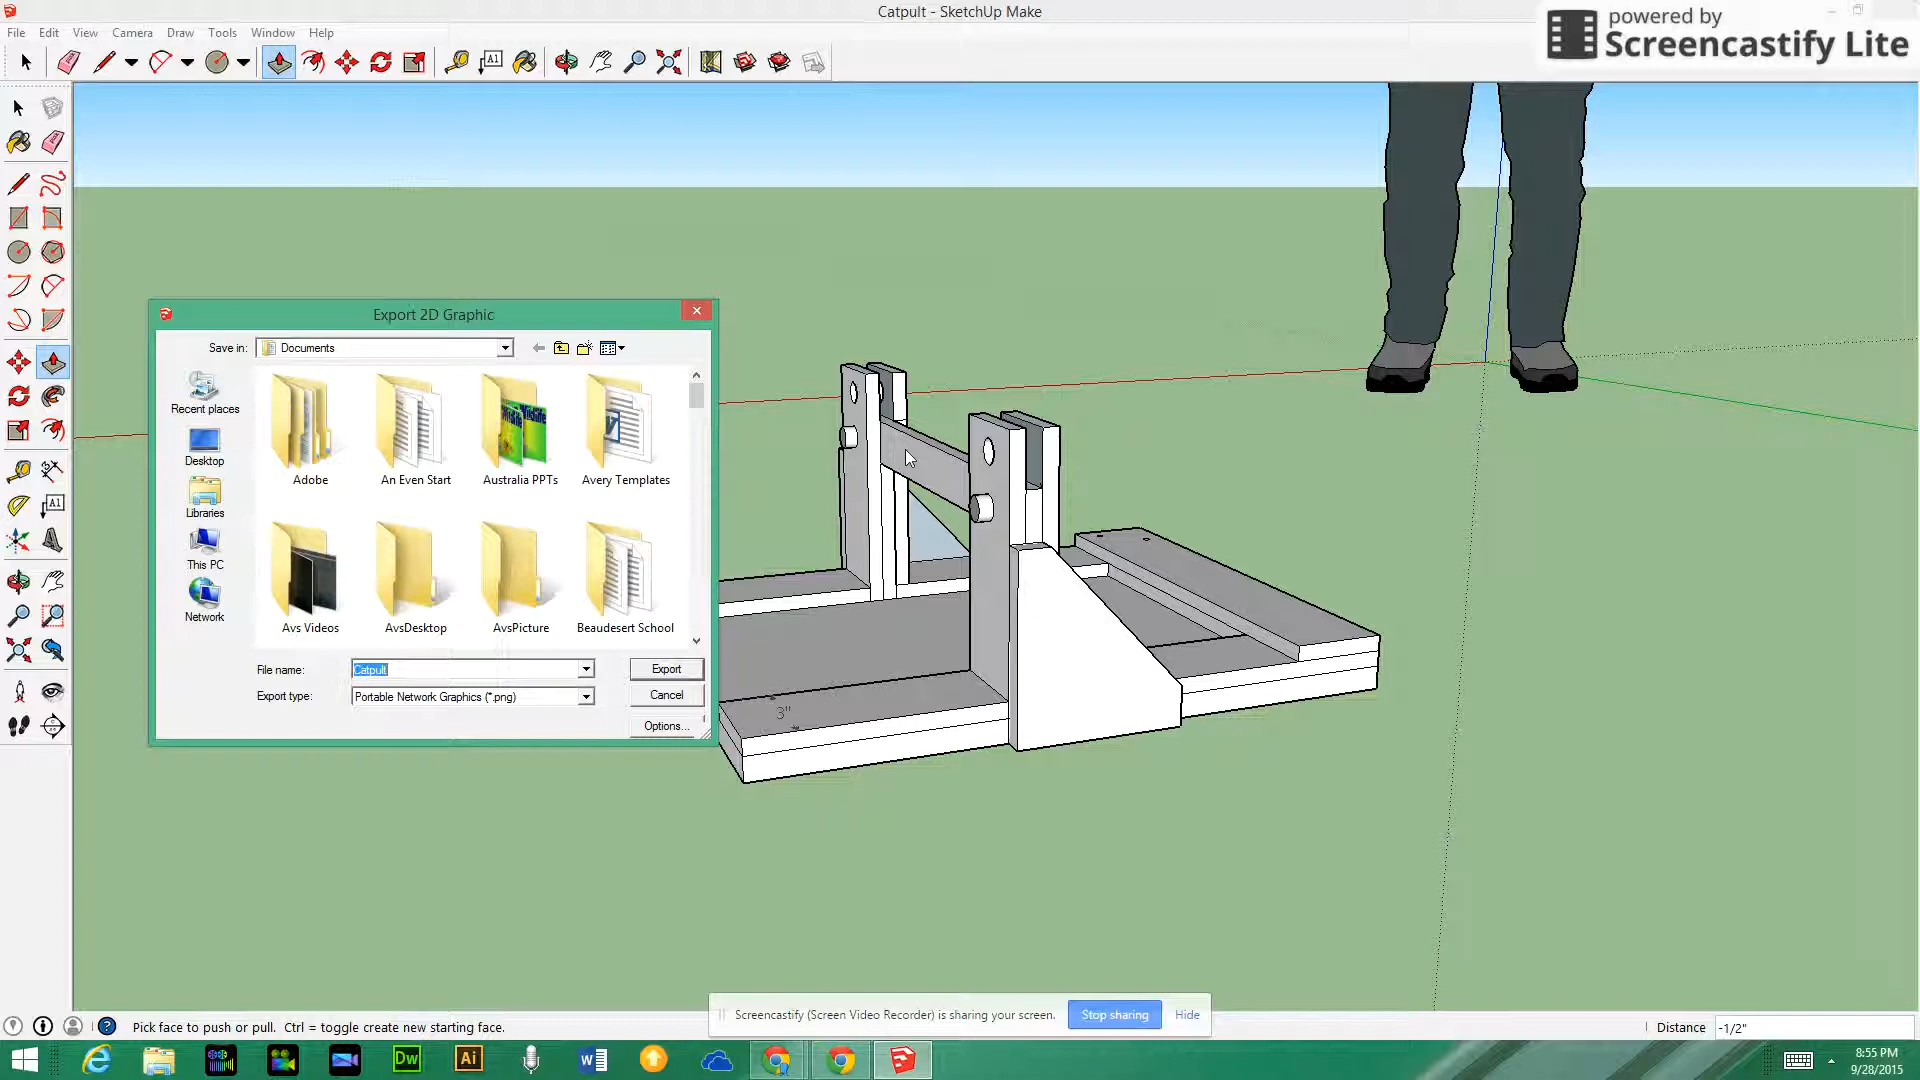 Catpult - SketchUp Make
powered by
Screencastify Lite
File Edit View Camera Draw Tools Window Help
A1
A1
Export 2D Graphic
Save in: Documents
Recent places
Desktop
Libraries
This PC
Network
Adobe
An Even Start
Australia PPTs
Avery Templates
Avs Videos
AvsDesktop
AvsPicture
Beaudesert School
File name: Catpult Export
Export type: Portable Network Graphics (*.png) Cancel
Options...
3"
Screencastify (Screen Video Recorder) is sharing your screen. Stop sharing Hide
Pick face to push or pull. Ctrl = toggle create new starting face.
Distance -1/2"
Dw
Ai
8:55 PM
9/28/2015